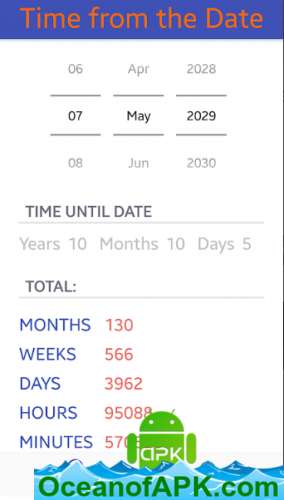 Time from the Date
06 Apr 2028
07 May 2029
08 Jun 2030
TIME UNTIL DATE
Years 10 Months 10 Days 5
TOTAL:
MONTHS 130
WEEKS 566
DAYS 3962
HOURS 95088
MINUTES
apk
OceanofAPK.com